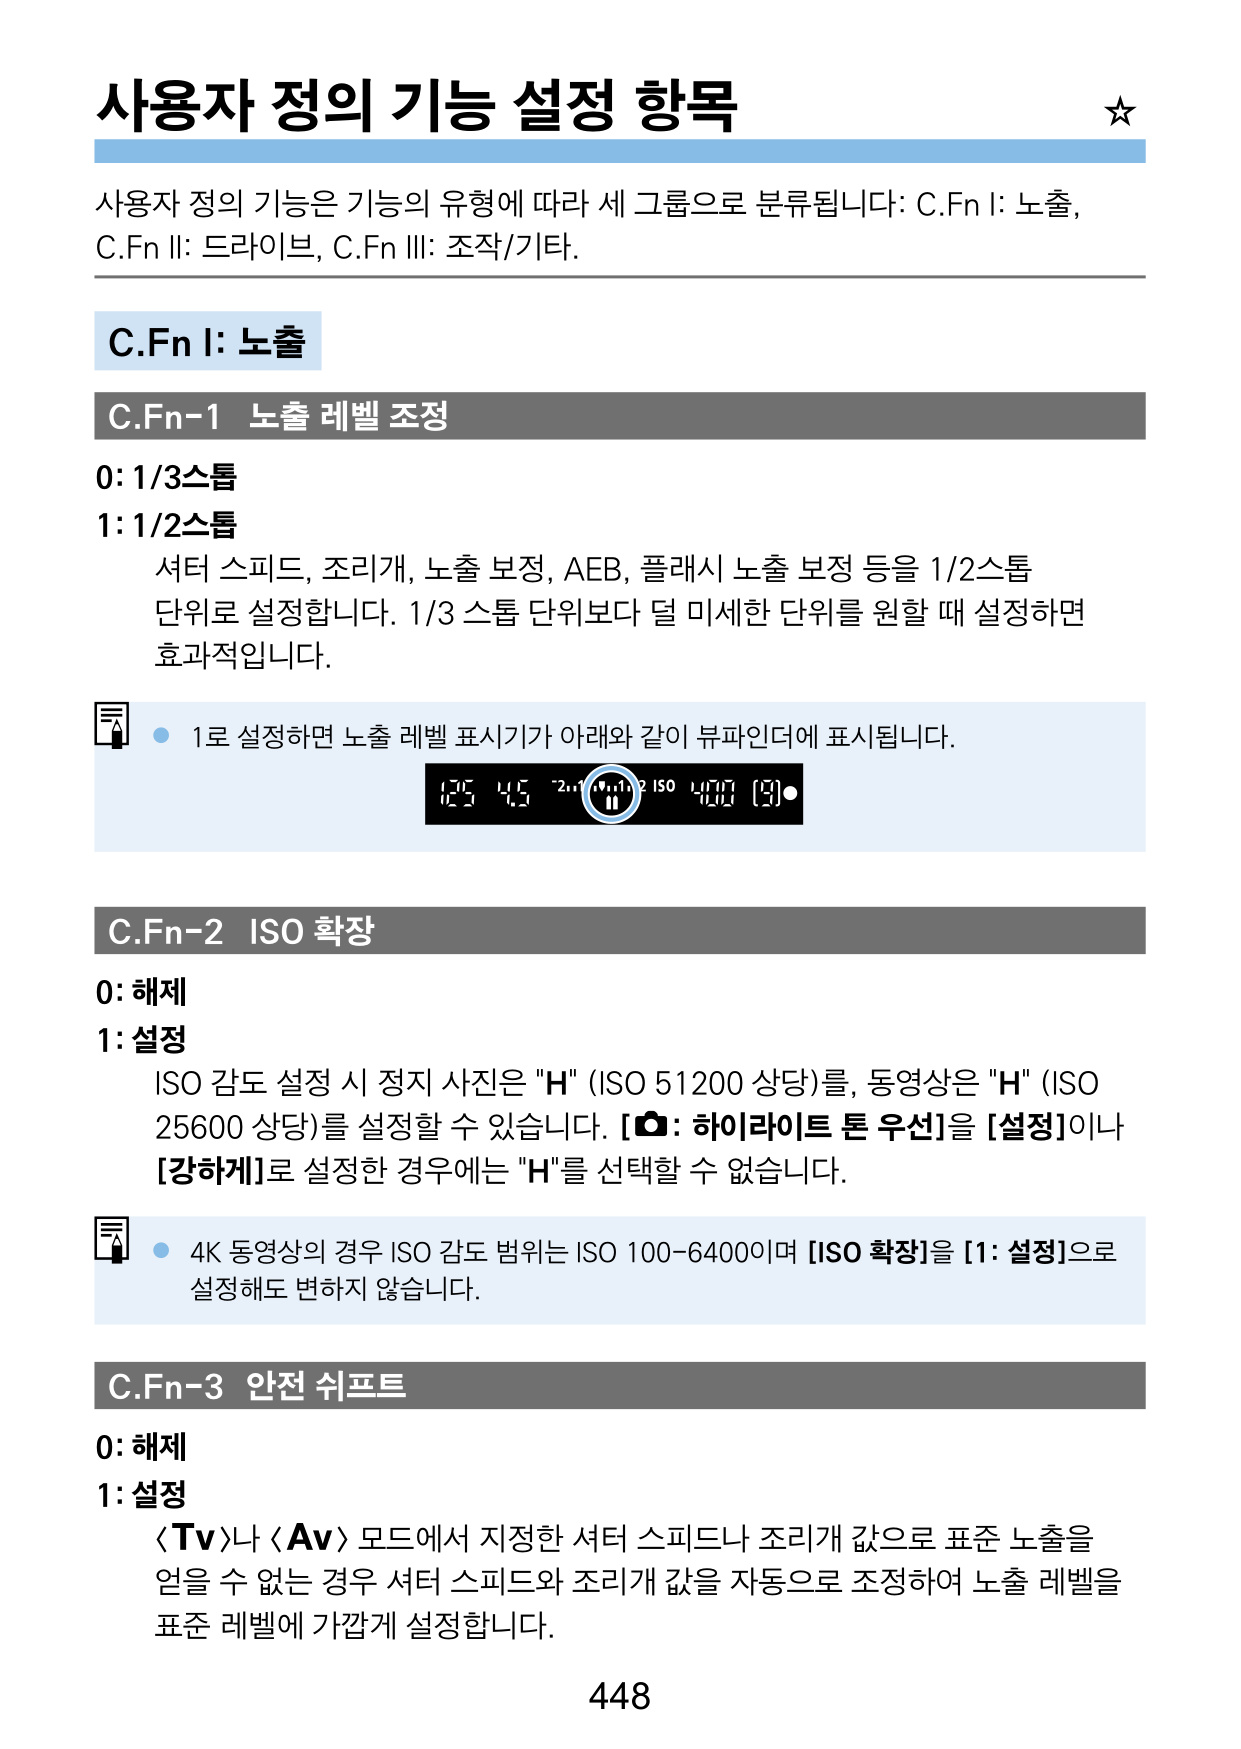 사용자 정의 기능 설정 항목 ☆
사용자 정의 기능은 기능의 유형에 따라 세 그룹으로 분류됩니다: C.Fn I: 노출,
C.Fn II: 드라이브, C.Fn III: 조작/기타.
C.Fn I: 노출
C.Fn-1 노출 레벨 조정
0: 1/3스톱
1: 1/2스톱
셔터 스피드, 조리개, 노출 보정, AEB, 플래시 노출 보정 등을 1/2스톱
단위로 설정합니다. 1/3 스톱 단위보다 덜 미세한 단위를 원할 때 설정하면
효과적입니다.
● 1로 설정하면 노출 레벨 표시기가 아래와 같이 뷰파인더에 표시됩니다.
125 4.5 -2..1..▼..1..2 ISO 400 [9]●
C.Fn-2 ISO 확장
0: 해제
1: 설정
ISO 감도 설정 시 정지 사진은 "H" (ISO 51200 상당)를, 동영상은 "H" (ISO
25600 상당)를 설정할 수 있습니다. [📷: 하이라이트 톤 우선]을 [설정]이나
[강하게]로 설정한 경우에는 "H"를 선택할 수 없습니다.
● 4K 동영상의 경우 ISO 감도 범위는 ISO 100-6400이며 [ISO 확장]을 [1: 설정]으로
설정해도 변하지 않습니다.
C.Fn-3 안전 쉬프트
0: 해제
1: 설정
〈Tv〉나 〈Av〉 모드에서 지정한 셔터 스피드나 조리개 값으로 표준 노출을
얻을 수 없는 경우 셔터 스피드와 조리개 값을 자동으로 조정하여 노출 레벨을
표준 레벨에 가깝게 설정합니다.
448